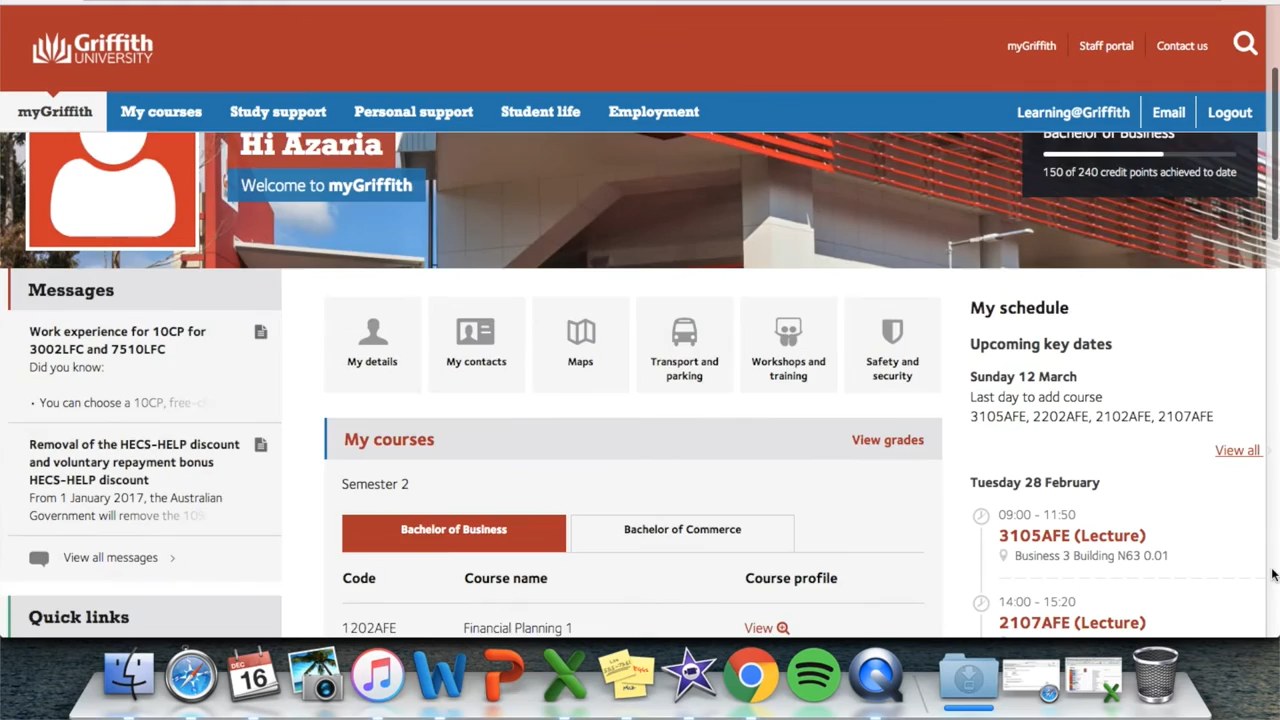 Griffith
UNIVERSITY
myGriffith
Staff portal
Contact us
myGriffith
My courses
Study support
Personal support
Student life
Employment
Learning@Griffith
Email
Logout
Hi Azaria
Welcome to myGriffith
Bachelor of Business
150 of 240 credit points achieved to date
Messages
Work experience for 10CP for
3002LFC and 7510LFC
Did you know:
• You can choose a 10CP, free-c
Removal of the HECS-HELP discount
and voluntary repayment bonus
HECS-HELP discount
From 1 January 2017, the Australian
Government will remove the 10%
View all messages
Quick links
My details
My contacts
Maps
Transport and
parking
Workshops and
training
Safety and
security
My courses
View grades
Semester 2
Bachelor of Business
Bachelor of Commerce
Code
Course name
Course profile
1202AFE
Financial Planning 1
View
My schedule
Upcoming key dates
Sunday 12 March
Last day to add course
3105AFE, 2202AFE, 2102AFE, 2107AFE
View all
Tuesday 28 February
09:00 - 11:50
3105AFE (Lecture)
Business 3 Building N63 0.01
14:00 - 15:20
2107AFE (Lecture)
DEC
16